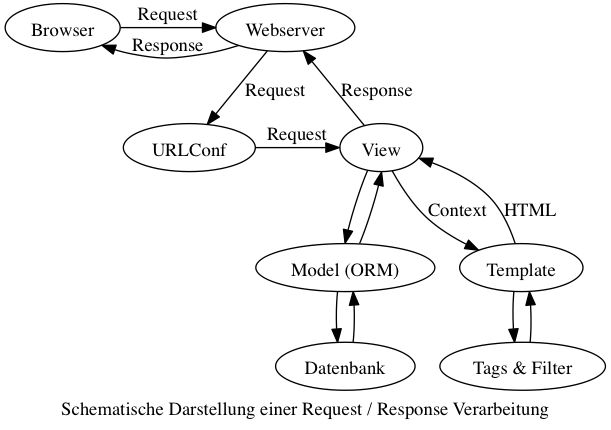 Request
Browser
Webserver
Response
Request
Response
Request
URLConf
View
Context
HTML
Model (ORM)
Template
Datenbank
Tags & Filter
Schematische Darstellung einer Request / Response Verarbeitung